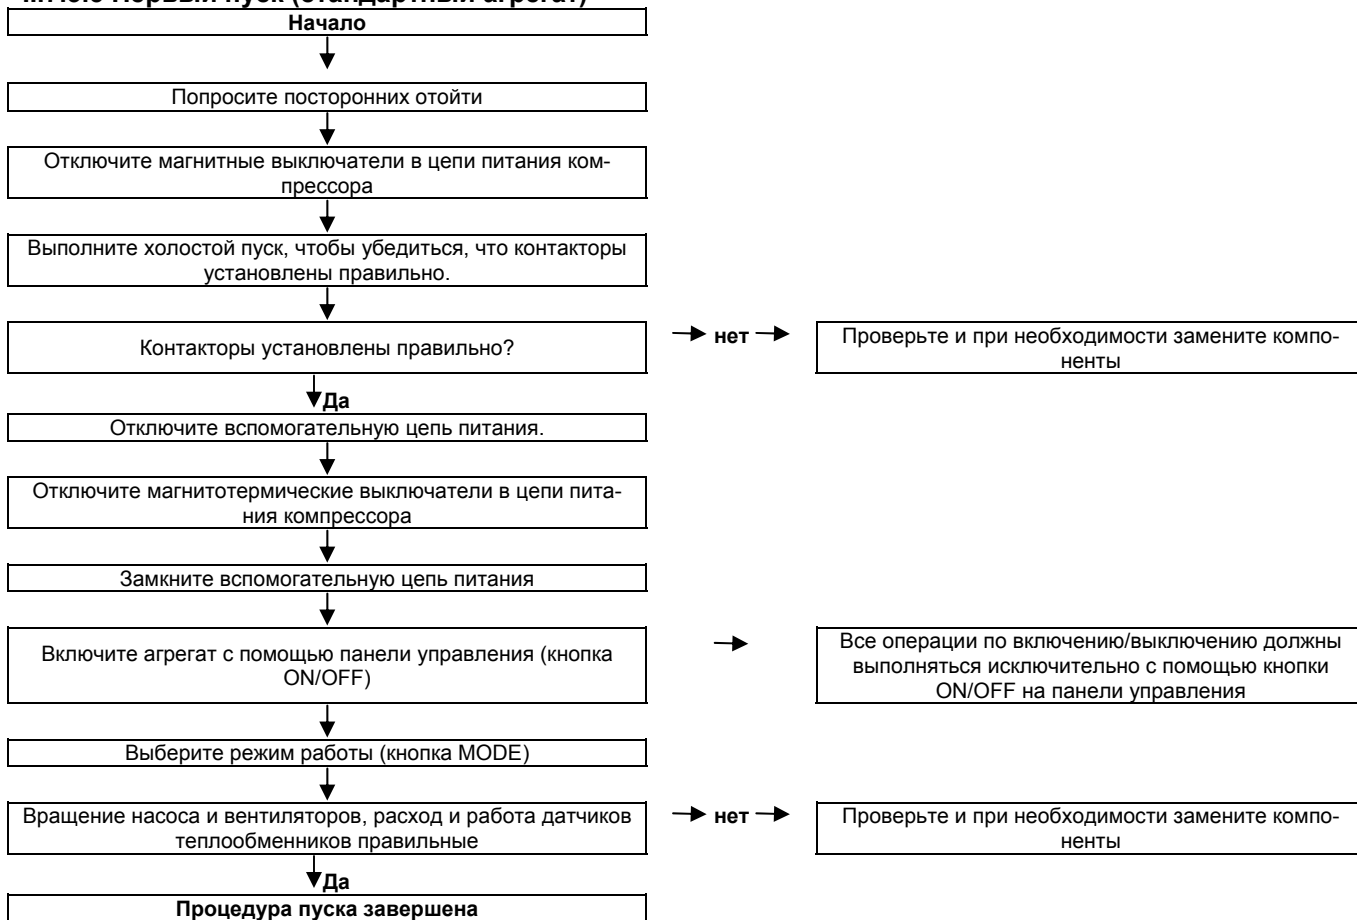 Первый пуск (стандартный агрегат)
Начало
Попросите посторонних отойти
Отключите магнитные выключатели в цепи питания ком-
прессора
Выполните холостой пуск, чтобы убедиться, что контакторы
установлены правильно.
Контакторы установлены правильно?
нет
Проверьте и при необходимости замените компо-
ненты
Да
Отключите вспомогательную цепь питания.
Отключите магнитотермические выключатели в цепи пита-
ния компрессора
Замкните вспомогательную цепь питания
Включите агрегат с помощью панели управления (кнопка
ON/OFF)
Все операции по включению/выключению должны
выполняться исключительно с помощью кнопки
ON/OFF на панели управления
Выберите режим работы (кнопка MODE)
Вращение насоса и вентиляторов, расход и работа датчиков
теплообменников правильные
нет
Проверьте и при необходимости замените компо-
ненты
Да
Процедура пуска завершена